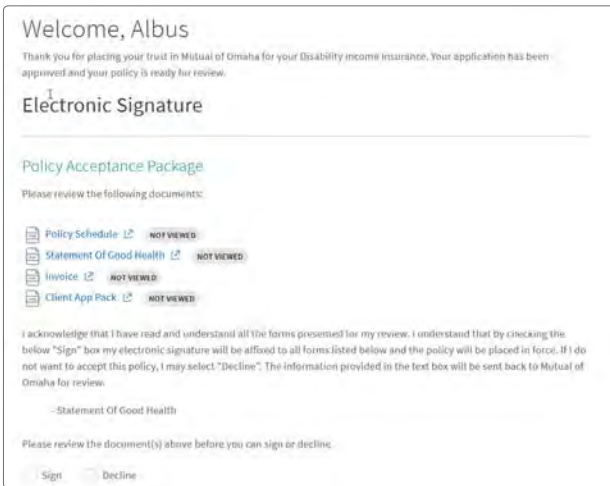 Welcome, Albus
Thank you for placing your trust in Mutual of Omaha for your Disability income insurance. Your application has been
approved and your policy is ready for review.
Electronic Signature
Policy Acceptance Package
Please review the following documents:
Policy Schedule NOT VIEWED
Statement Of Good Health NOT VIEWED
Invoice NOT VIEWED
Client App Pack NOT VIEWED
I acknowledge that I have read and understand all the forms presented for my review. I understand that by checking the
below "Sign" box my electronic signature will be affixed to all forms listed below and the policy will be placed in force. If I do
not want to accept this policy, I may select "Decline". The information provided in the text box will be sent back to Mutual of
Omaha for review.
- Statement Of Good Health
Please review the document(s) above before you can sign or decline.
Sign Decline